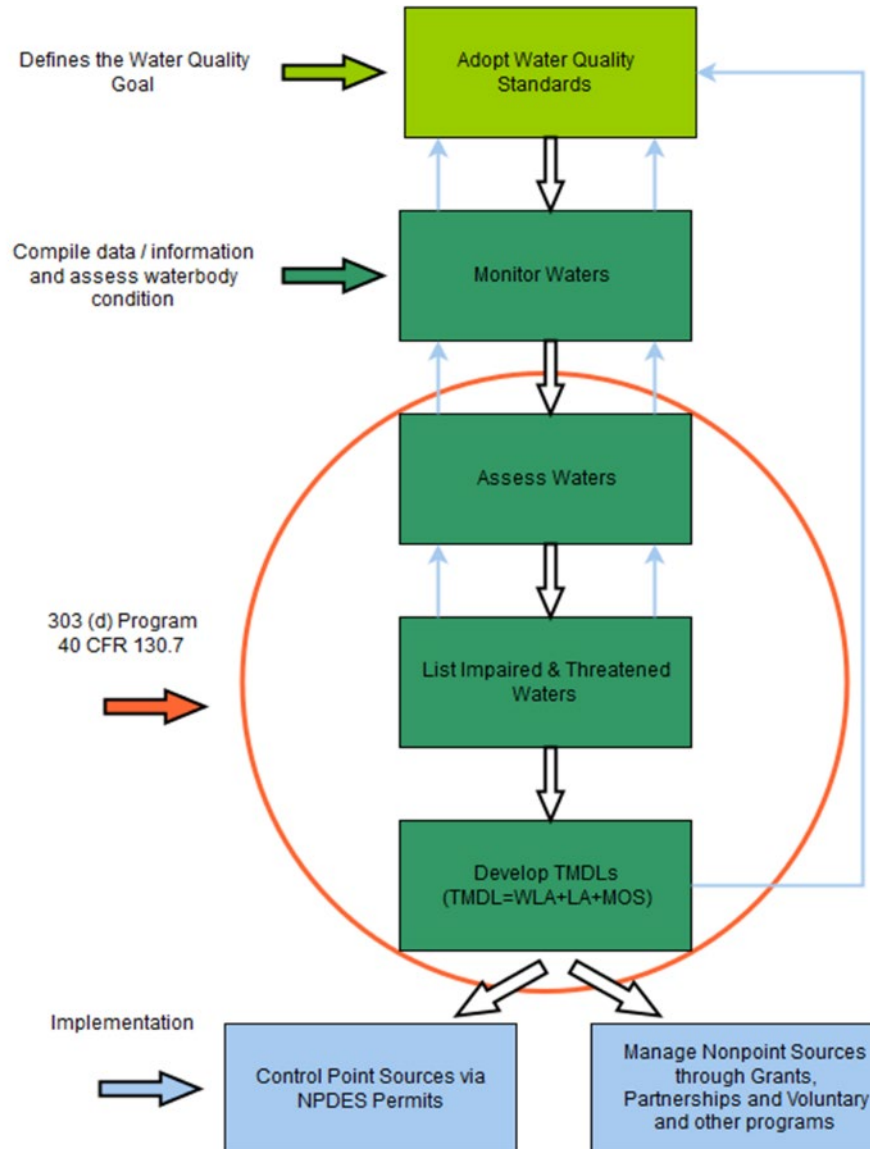 Defines the Water Quality
Goal
Adopt Water Quality
Standards
Compile data / information
and assess waterbody
condition
Monitor Waters
Assess Waters
303 (d) Program
40 CFR 130.7
List Impaired & Threatened
Waters
Develop TMDLs
(TMDL=WLA+LA+MOS)
Implementation
Control Point Sources via
NPDES Permits
Manage Nonpoint Sources
through Grants,
Partnerships and Voluntary
and other programs